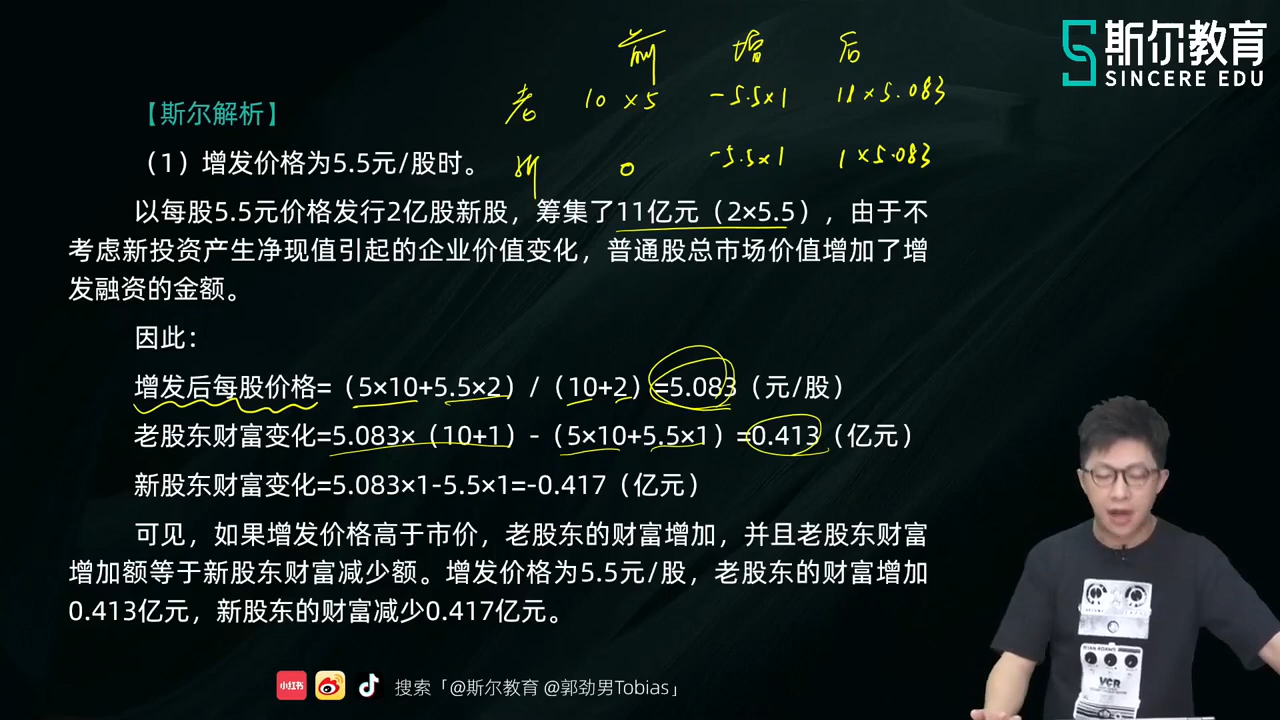 斯尔教育
SINCERE EDU
前 增 后
老 10×5 -5.5×1 11×5.083
新 0 -5.5×1 1×5.083
【斯尔解析】
（1）增发价格为5.5元/股时。
以每股5.5元价格发行2亿股新股，筹集了11亿元（2×5.5），由于不
考虑新投资产生净现值引起的企业价值变化，普通股总市场价值增加了增
发融资的金额。
因此：
增发后每股价格=（5×10+5.5×2）/（10+2）=5.083（元/股）
老股东财富变化=5.083×（10+1）-（5×10+5.5×1）=0.413（亿元）
新股东财富变化=5.083×1-5.5×1=-0.417（亿元）
可见，如果增发价格高于市价，老股东的财富增加，并且老股东财富
增加额等于新股东财富减少额。增发价格为5.5元/股，老股东的财富增加
0.413亿元，新股东的财富减少0.417亿元。
小红书 搜索「@斯尔教育 @郭劲男Tobias」
VCR